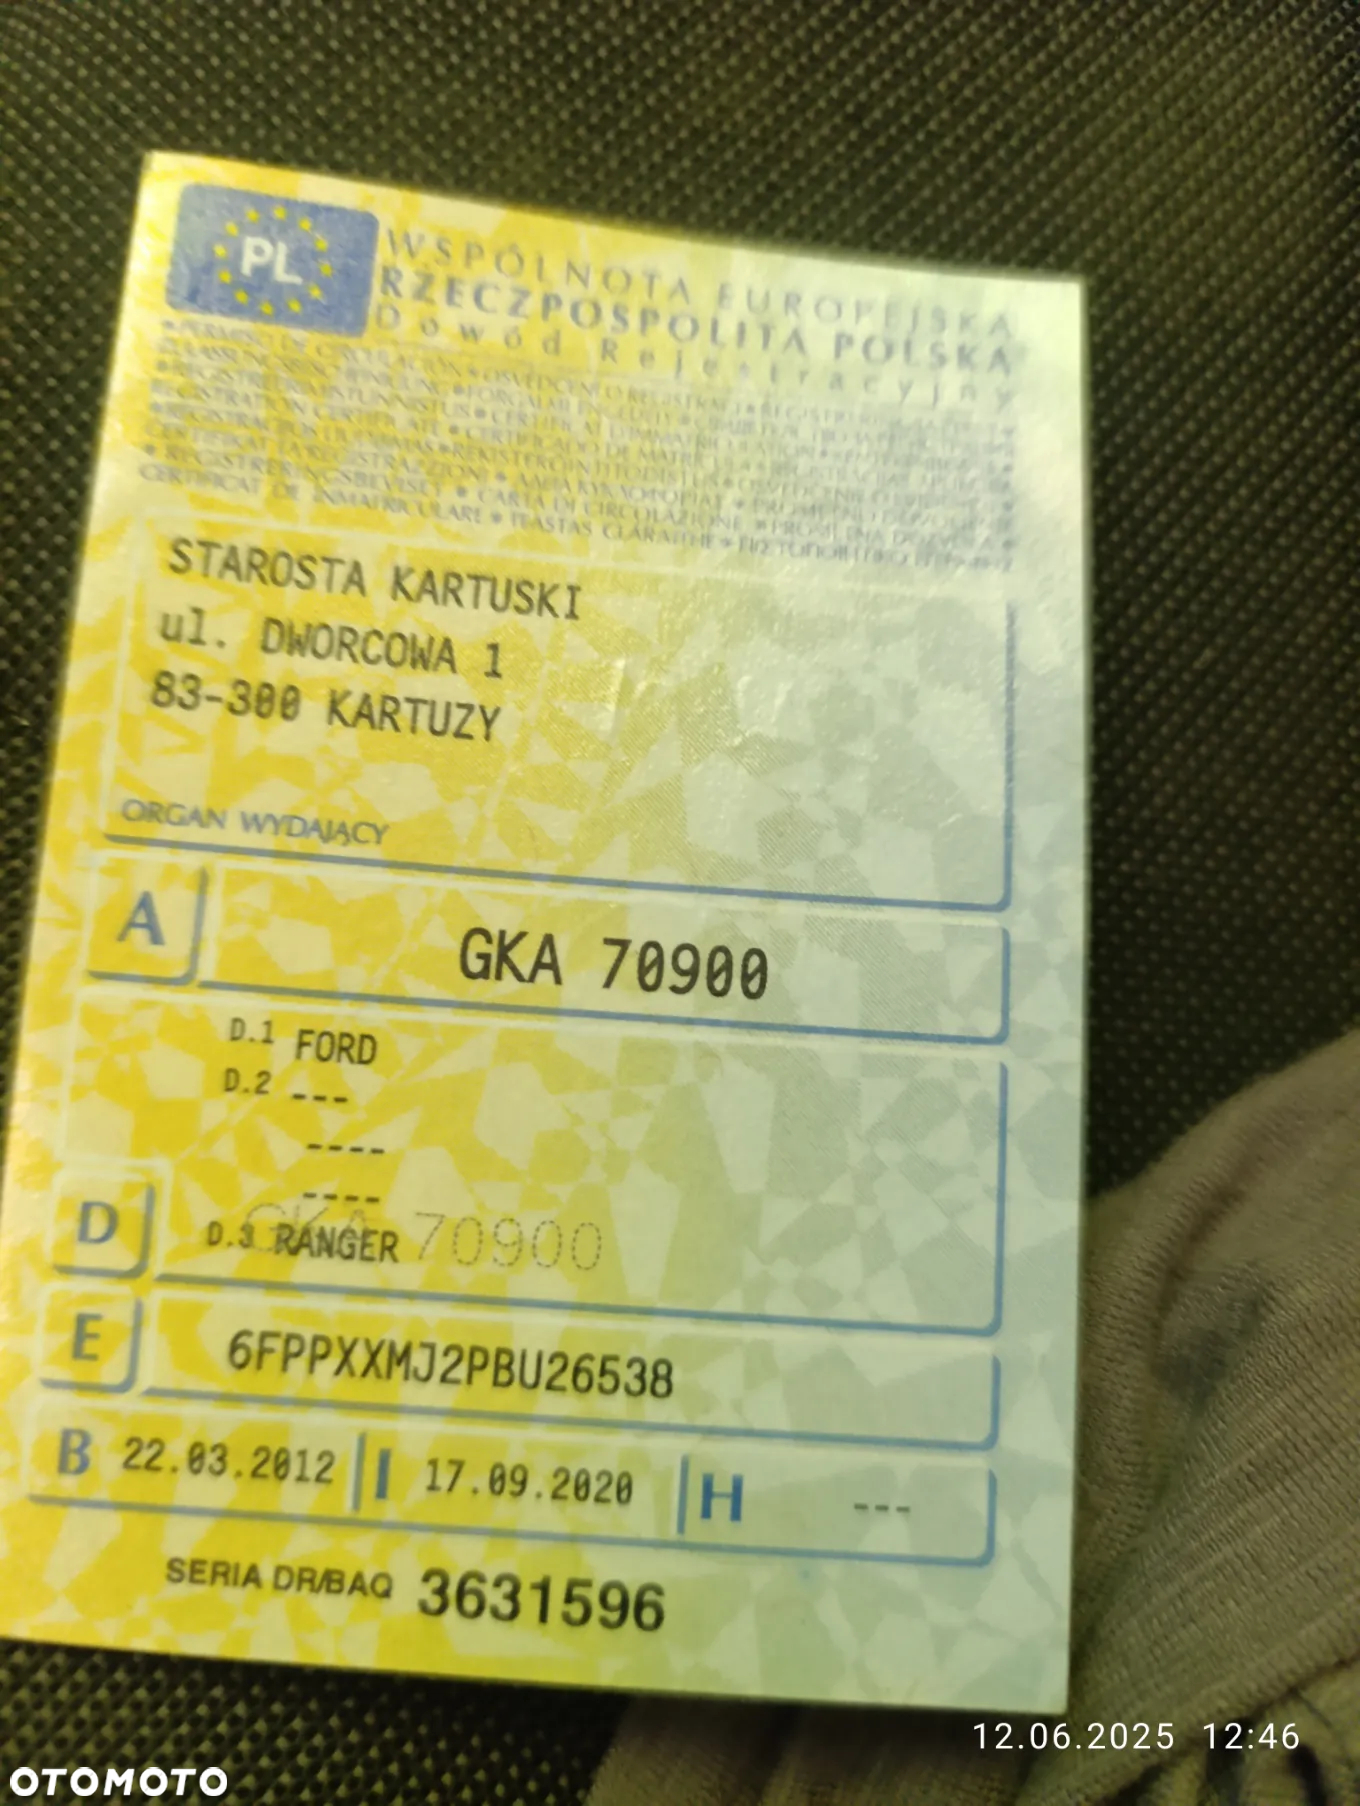 PL
WSPÓLNOTA EUROPEJSKA
RZECZPOSPOLITA POLSKA
Dowód Rejestracyjny
STAROSTA KARTUSKI
ul. DWORCOWA 1
83-300 KARTUZY
ORGAN WYDAJĄCY
A GKA 70900
D.1 FORD
D.2 ---
----
----
D D.3 RANGER
GKA 70900
E 6FPPXXMJ2PBU26538
B 22.03.2012 I 17.09.2020 H ---
SERIA DR/BAQ 3631596
12.06.2025 12:46
OTOMOTO